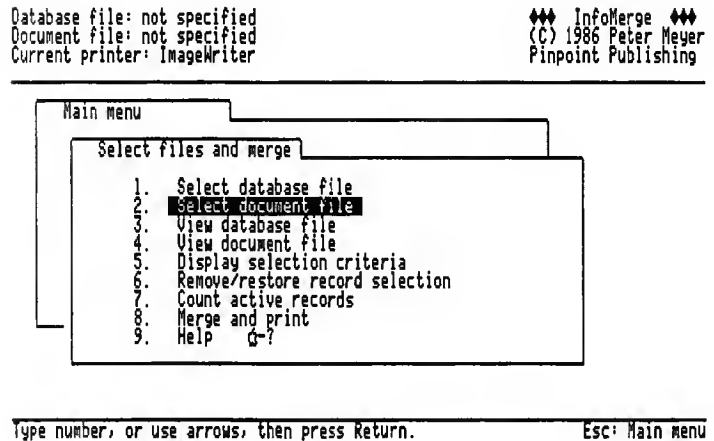 Database file: not specified
Document file: not specified
Current printer: ImageWriter
♦♦♦ InfoMerge ♦♦♦
(C) 1986 Peter Meyer
Pinpoint Publishing
Main menu
Select files and merge
1. Select database file
2. Select document file
3. View database file
4. View document file
5. Display selection criteria
6. Remove/restore record selection
7. Count active records
8. Merge and print
9. Help -?
Type number, or use arrows, then press Return.
Esc: Main menu